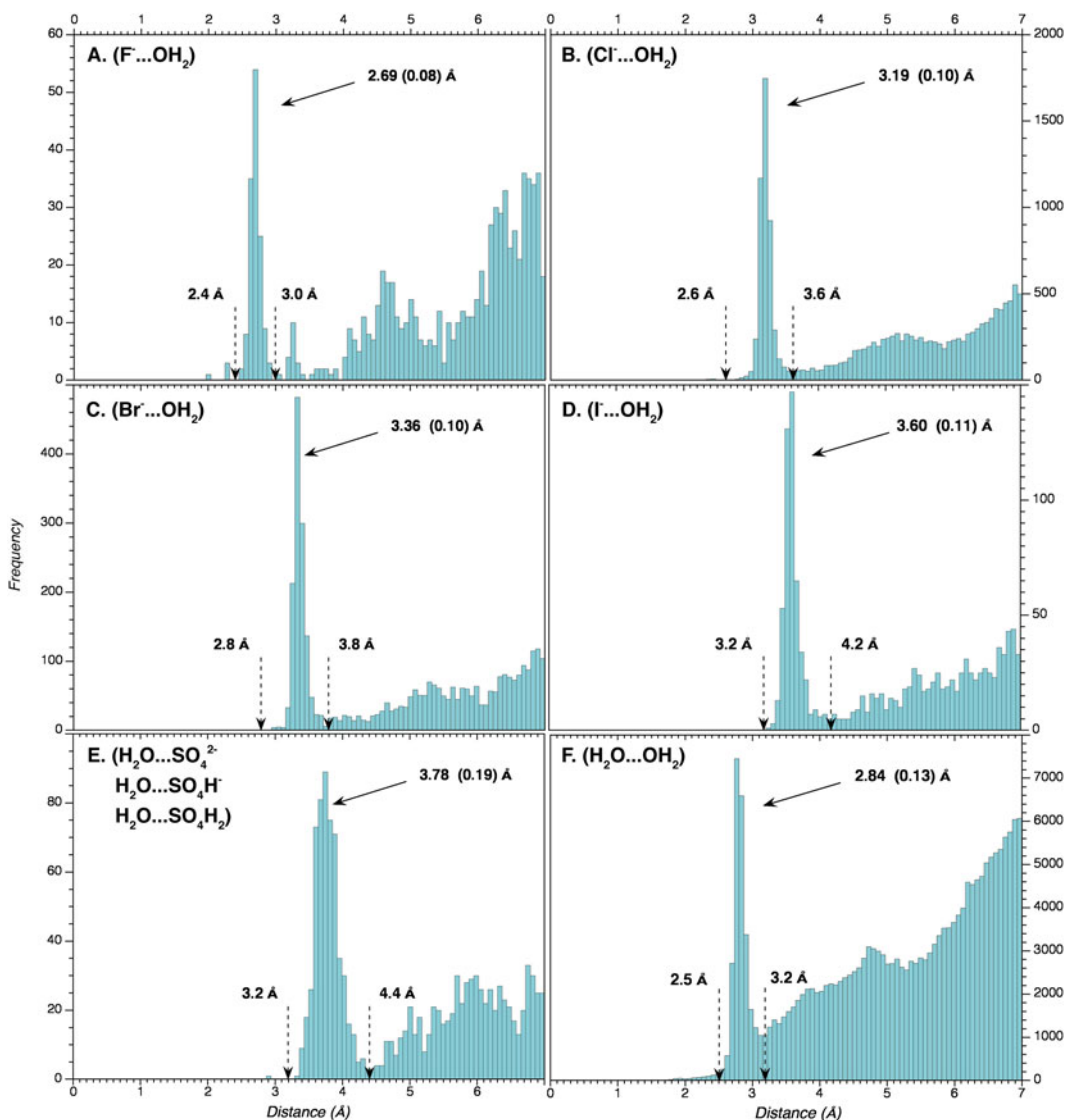 0 1 2 3 4 5 6
0 1 2 3 4 5 6 7
60
50
40
30
20
10
0
A. (F⁻...OH₂)
2.69 (0.08) Å
2.4 Å
3.0 Å
B. (Cl⁻...OH₂)
3.19 (0.10) Å
2.6 Å
3.6 Å
2000
1500
1000
500
0
400
300
200
100
0
C. (Br⁻...OH₂)
3.36 (0.10) Å
2.8 Å
3.8 Å
D. (I⁻...OH₂)
3.60 (0.11) Å
3.2 Å
4.2 Å
100
50
0
Frequency
80
60
40
20
0
E. (H₂O...SO₄²⁻
H₂O...SO₄H⁻
H₂O...SO₄H₂)
3.78 (0.19) Å
3.2 Å
4.4 Å
F. (H₂O...OH₂)
2.84 (0.13) Å
2.5 Å
3.2 Å
7000
6000
5000
4000
3000
2000
1000
0
0 1 2 3 4 5 6
Distance (Å)
0 1 2 3 4 5 6 7
Distance (Å)